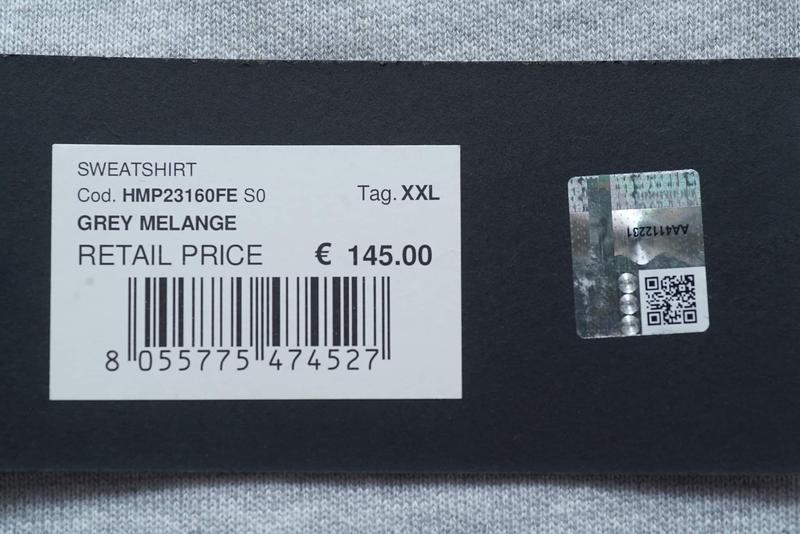 SWEATSHIRT
Cod. HMP23160FE S0 Tag. XXL
GREY MELANGE
RETAIL PRICE € 145.00
8 055775 474527
AA4112231